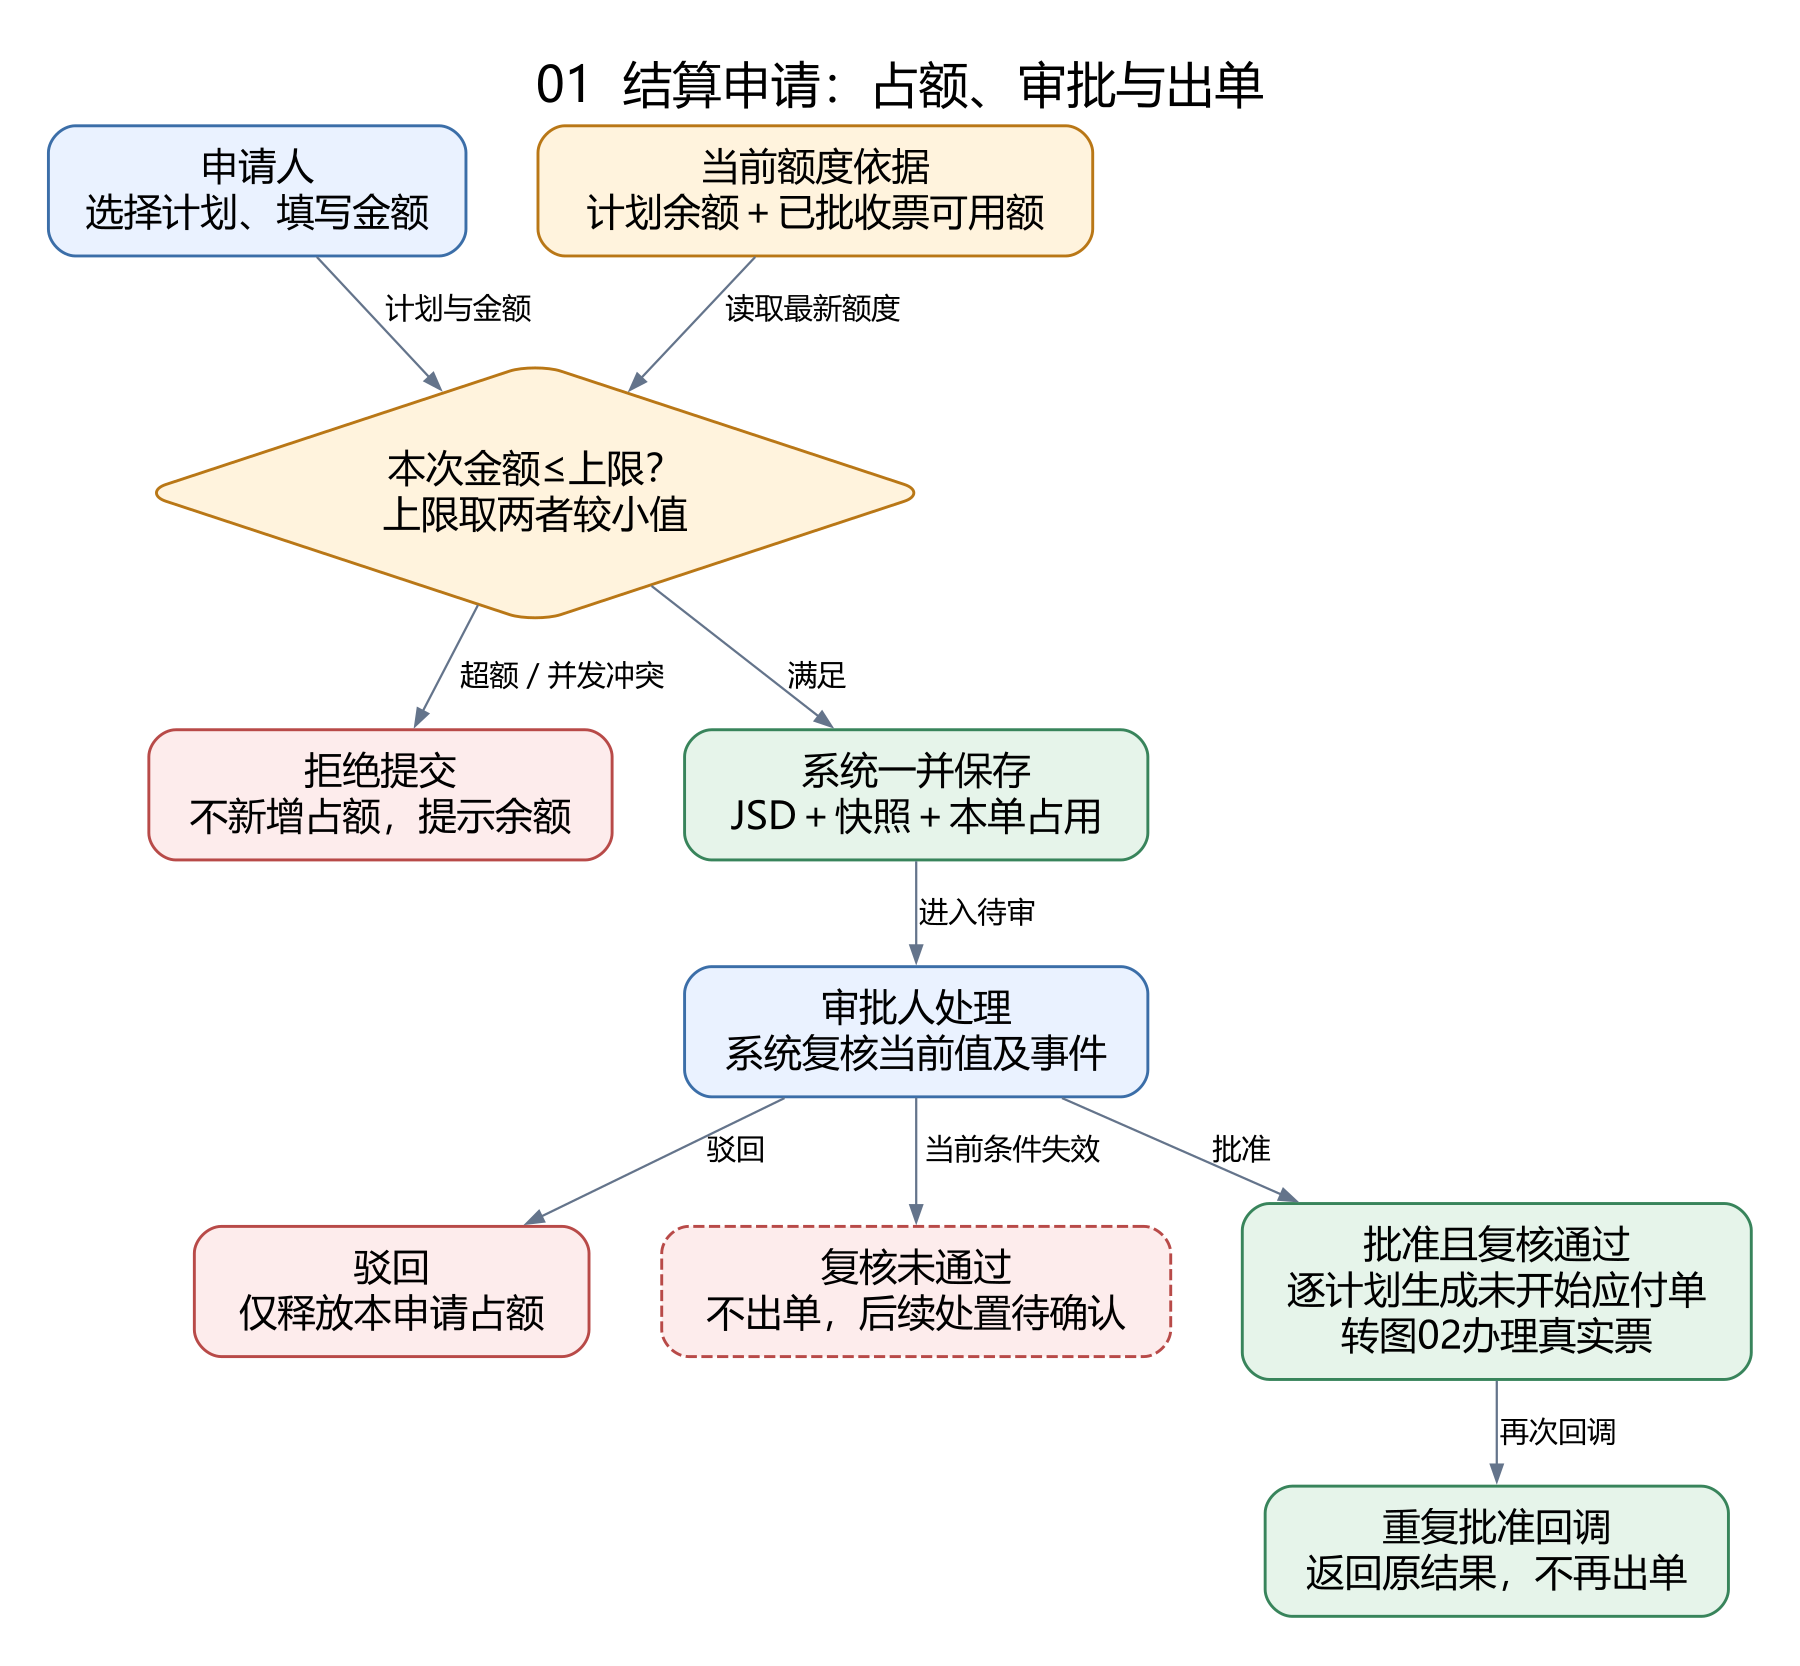 01 结算申请：占额、审批与出单
申请人
选择计划、填写金额
当前额度依据
计划余额＋已批收票可用额
计划与金额
读取最新额度
本次金额≤上限？
上限取两者较小值
超额 / 并发冲突
满足
拒绝提交
不新增占额，提示余额
系统一并保存
JSD＋快照＋本单占用
进入待审
审批人处理
系统复核当前值及事件
驳回
当前条件失效
批准
驳回
仅释放本申请占额
复核未通过
不出单，后续处置待确认
批准且复核通过
逐计划生成未开始应付单
转图02办理真实票
再次回调
重复批准回调
返回原结果，不再出单